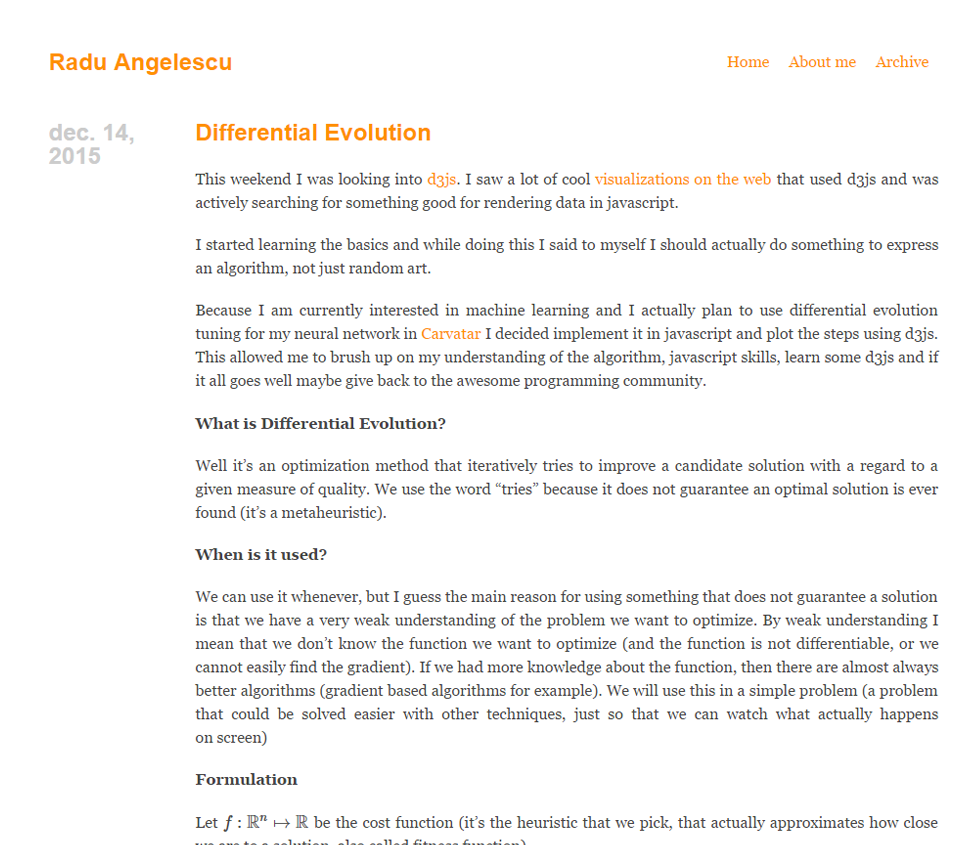 Radu Angelescu
Home About me Archive
dec. 14,
2015
Differential Evolution
This weekend I was looking into d3js. I saw a lot of cool visualizations on the web that used d3js and was
actively searching for something good for rendering data in javascript.
I started learning the basics and while doing this I said to myself I should actually do something to express
an algorithm, not just random art.
Because I am currently interested in machine learning and I actually plan to use differential evolution
tuning for my neural network in Carvatar I decided implement it in javascript and plot the steps using d3js.
This allowed me to brush up on my understanding of the algorithm, javascript skills, learn some d3js and if
it all goes well maybe give back to the awesome programming community.
What is Differential Evolution?
Well it’s an optimization method that iteratively tries to improve a candidate solution with a regard to a
given measure of quality. We use the word “tries” because it does not guarantee an optimal solution is ever
found (it’s a metaheuristic).
When is it used?
We can use it whenever, but I guess the main reason for using something that does not guarantee a solution
is that we have a very weak understanding of the problem we want to optimize. By weak understanding I
mean that we don’t know the function we want to optimize (and the function is not differentiable, or we
cannot easily find the gradient). If we had more knowledge about the function, then there are almost always
better algorithms (gradient based algorithms for example). We will use this in a simple problem (a problem
that could be solved easier with other techniques, just so that we can watch what actually happens
on screen)
Formulation
Let f : ℝⁿ ↦ ℝ be the cost function (it’s the heuristic that we pick, that actually approximates how close
we are to a solution, also called fitness function)